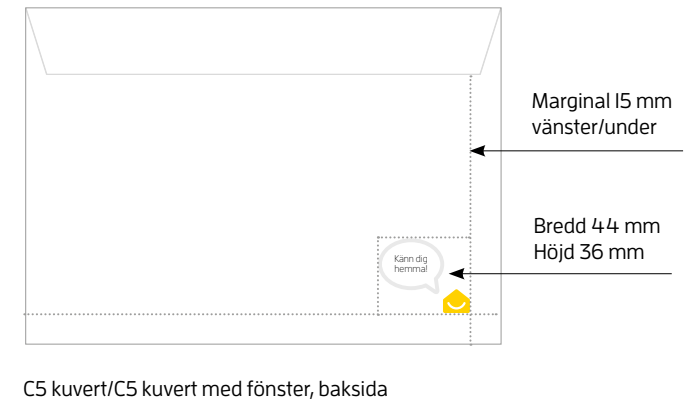 Marginal 15 mm
vänster/under
Bredd 44 mm
Höjd 36 mm
Känn dig
hemma!
C5 kuvert/C5 kuvert med fönster, baksida